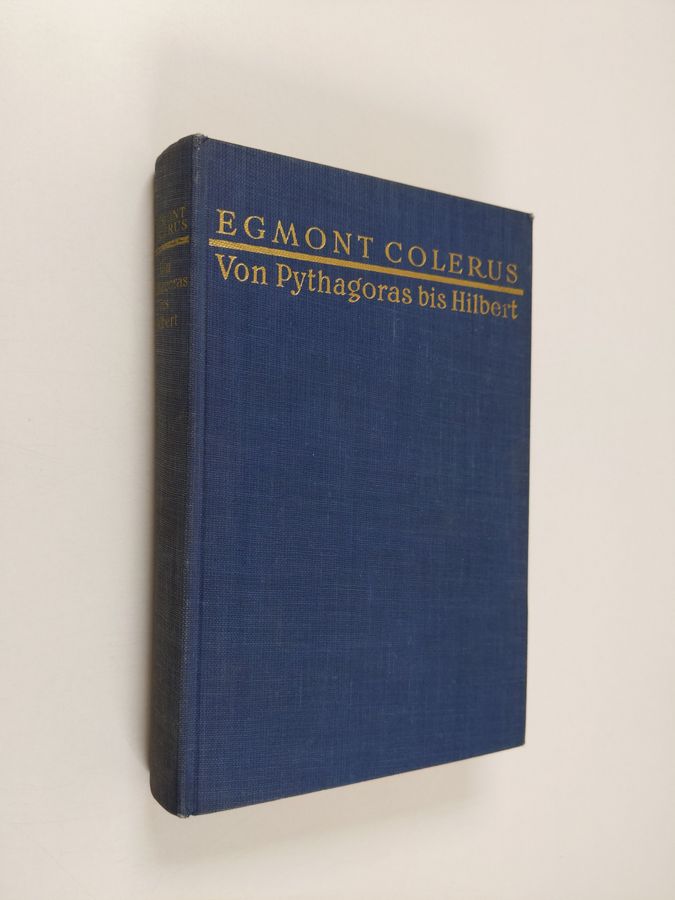 EGMONT COLERUS
Von Pythagoras bis Hilbert